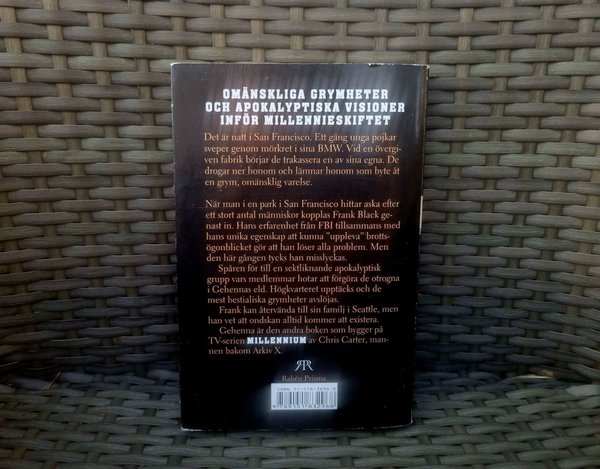 OMÄNSKLIGA GRYMHETER
OCH APOKALYPTISKA VISIONER
INFÖR MILLENNIESKIFTET
Det är natt i San Francisco. Ett gäng unga pojkar
sveper genom mörkret i sina BMW. Vid en övergi-
ven fabrik börjar de trakassera en av sina egna. De
drogar ner honom och lämnar honom som byte åt
en grym, omänsklig varelse.
När man i en park i San Francisco hittar aska efter
ett stort antal människor kopplas Frank Black ge-
nast in. Hans erfarenhet från FBI tillsammans med
hans unika egenskap att kunna "uppleva" brotts-
ögonblicket gör att han löser alla problem. Men
den här gången tycks han misslyckas.
Spåren för till en sektliknande apokalyptisk
grupp vars medlemmar hotar att förgöra de otrogna
i Gehennas eld. Högkvarteret upptäcks och de
mest bestialiska grymheter avslöjas.
Frank kan återvända till sin familj i Seattle, men
han vet att ondskan alltid kommer att existera.
Gehenna är den andra boken som bygger på
TV-serien MILLENNIUM av Chris Carter, man-
nen bakom Arkiv X.
Rabén Prisma
ISBN 91-518-3296-8
9 789151 832968